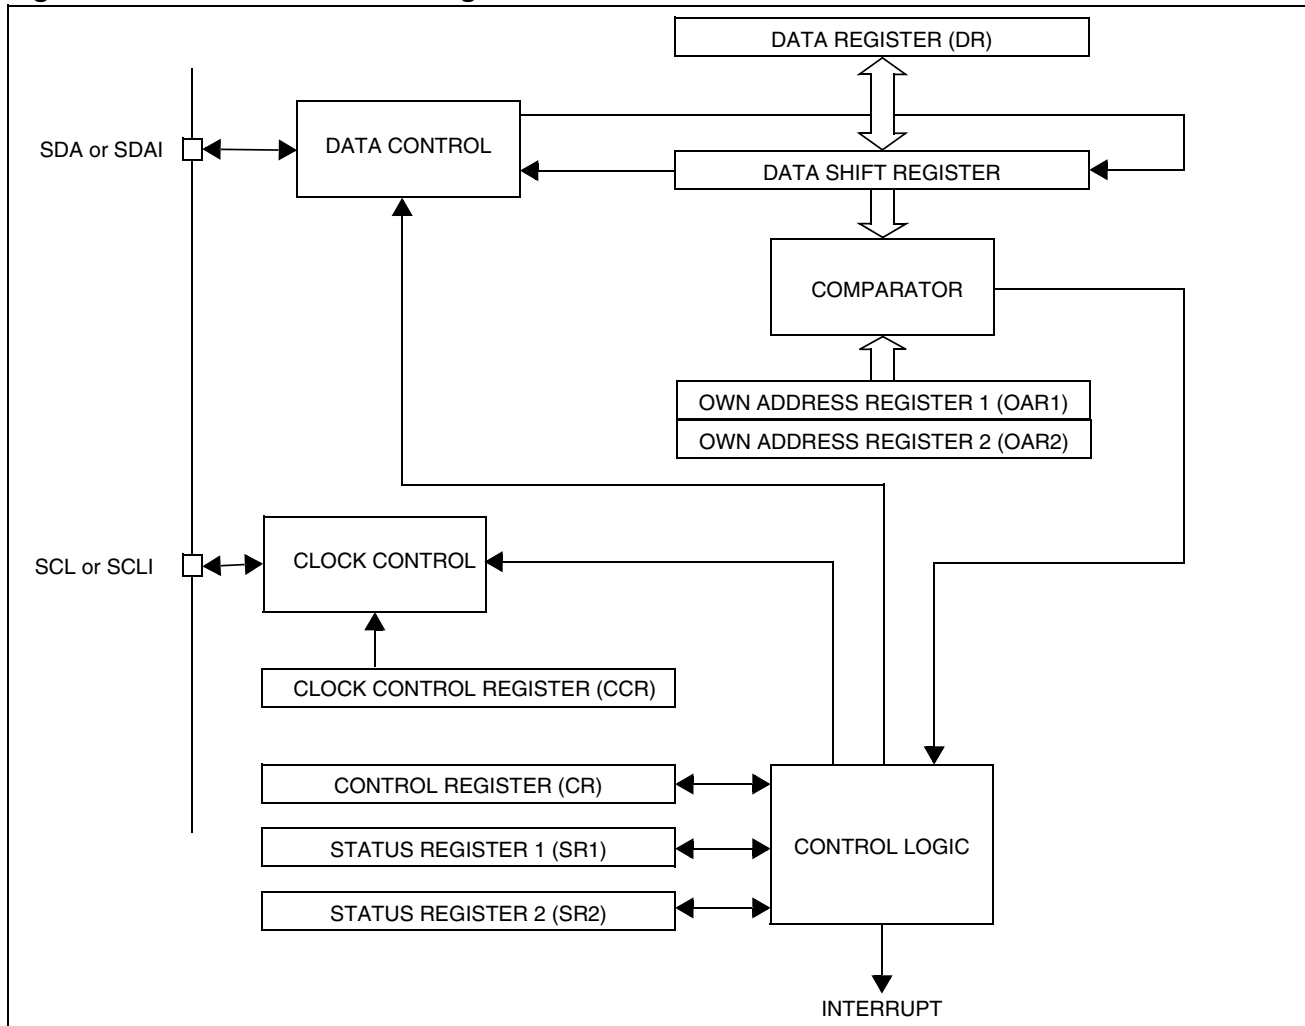 DATA REGISTER (DR)
SDA or SDAI
DATA CONTROL
DATA SHIFT REGISTER
COMPARATOR
OWN ADDRESS REGISTER 1 (OAR1)
OWN ADDRESS REGISTER 2 (OAR2)
SCL or SCLI
CLOCK CONTROL
CLOCK CONTROL REGISTER (CCR)
CONTROL REGISTER (CR)
STATUS REGISTER 1 (SR1)
CONTROL LOGIC
STATUS REGISTER 2 (SR2)
INTERRUPT